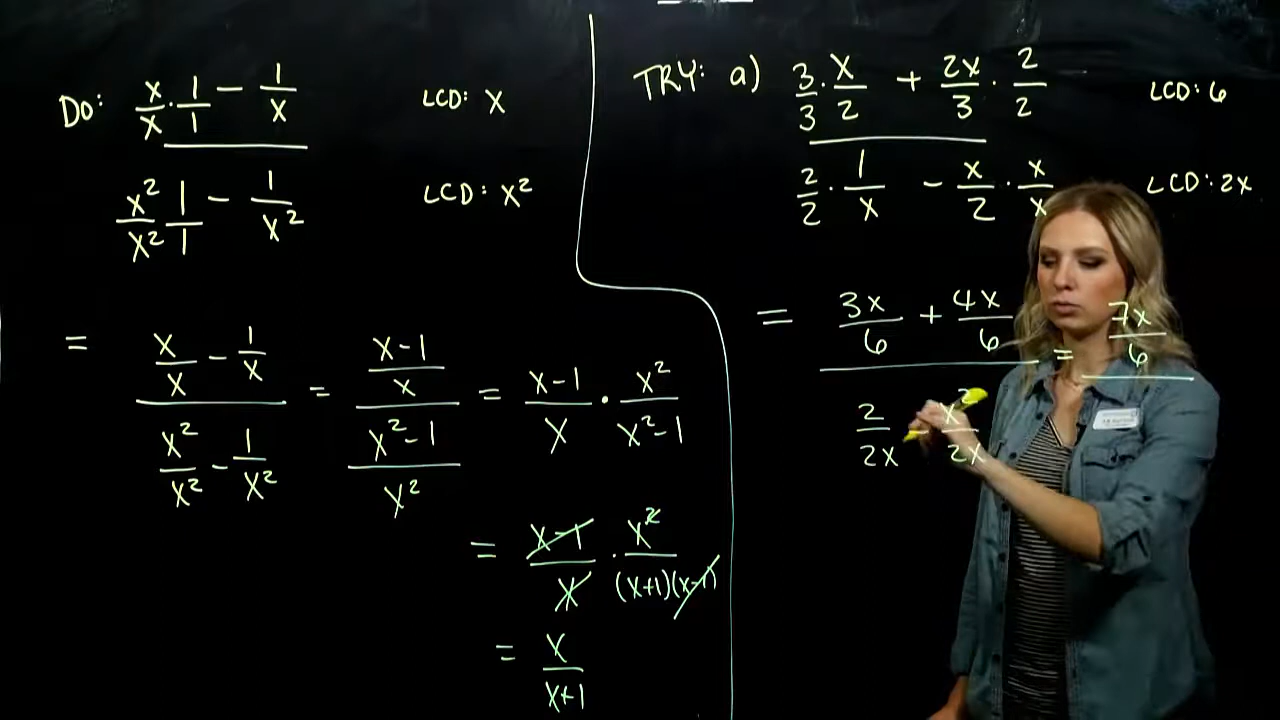 Do: x/x · 1/1 − 1/x
LCD: x
x²/x² 1/1 − 1/x²
LCD: x²
= x/x − 1/x = x−1/x = x−1/x · x²/x²−1
x²/x² − 1/x² x²−1/x²
= x−1/x · x²/(x+1)(x−1)
= x/x+1
TRY: a) 3/3 · x/2 + 2x/3 · 2/2
LCD: 6
2/2 · 1/x − x/2 · x/x
LCD: 2x
= 3x/6 + 4x/6 = 7x/6
2/2x − x²/2x